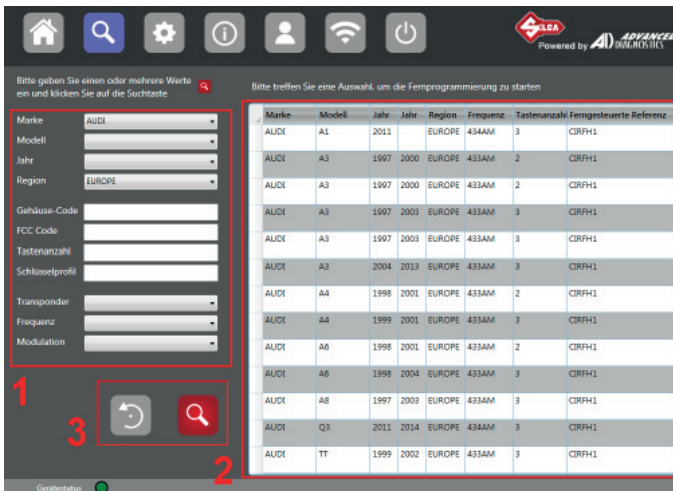 SILCA
Powered by AD ADVANCED
DIAGNOSTICS
Bitte geben Sie einen oder mehrere Werte
ein und klicken Sie auf die Suchtaste
Bitte treffen Sie eine Auswahl, um die Fernprogrammierung zu starten
Marke AUDI
Modell
Jahr
Region EUROPE
Gehäuse-Code
FCC Code
Tastenanzahl
Schlüsselprofil
Transponder
Frequenz
Modulation
1
3
Gerätestatus
Marke Modell Jahr Jahr Region Frequenz Tastenanzahl Ferngesteuerte Referenz
AUDI A1 2011 EUROPE 434AM 3 CIRFH1
AUDI A3 1997 2000 EUROPE 433AM 2 CIRFH1
AUDI A3 1997 2000 EUROPE 433AM 2 CIRFH1
AUDI A3 1997 2003 EUROPE 433AM 3 CIRFH1
AUDI A3 1997 2003 EUROPE 433AM 3 CIRFH1
AUDI A3 2004 2013 EUROPE 433AM 3 CIRFH1
AUDI A4 1998 2001 EUROPE 433AM 2 CIRFH1
AUDI A4 1999 2001 EUROPE 433AM 3 CIRFH1
AUDI A6 1998 2001 EUROPE 433AM 2 CIRFH1
AUDI A6 1998 2004 EUROPE 433AM 3 CIRFH1
AUDI A8 1997 2003 EUROPE 433AM 3 CIRFH1
AUDI Q3 2011 2014 EUROPE 434AM 3 CIRFH1
AUDI TT 1999 2002 EUROPE 433AM 3 CIRFH1
2